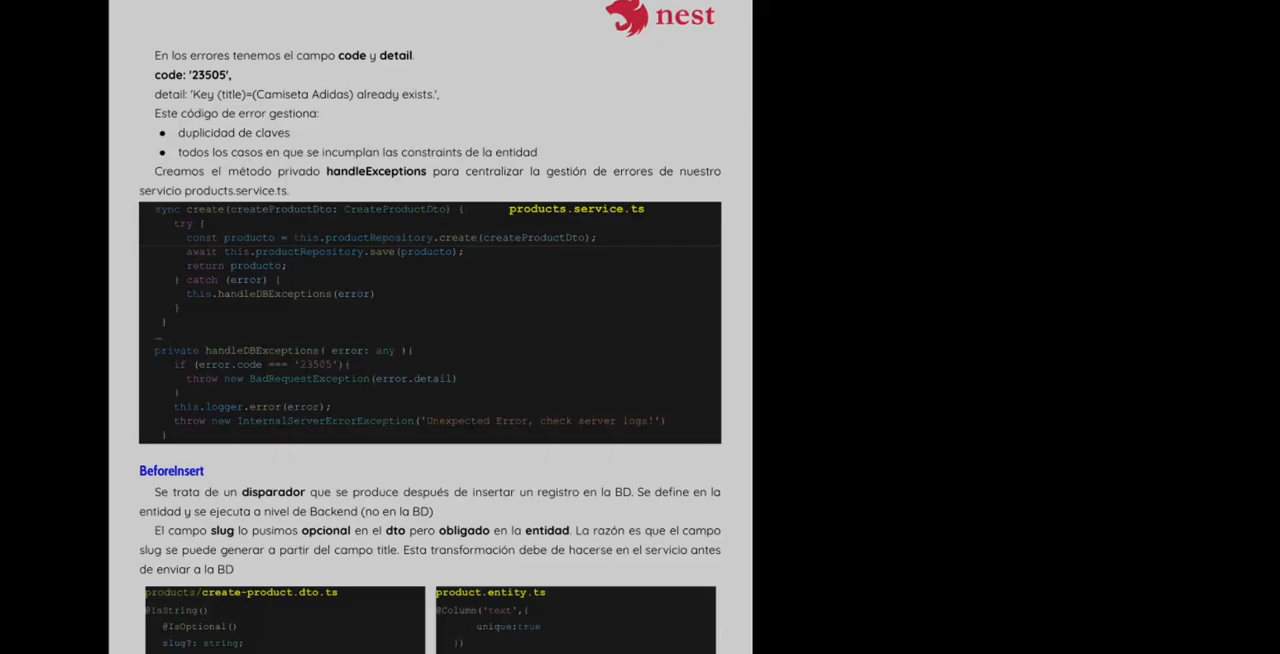 nest
En los errores tenemos el campo code y detail.
code: '23505',
detail: 'Key (title)=(Camiseta Adidas) already exists.',
Este código de error gestiona:
● duplicidad de claves
● todos los casos en que se incumplan las constraints de la entidad
Creamos el método privado handleExceptions para centralizar la gestión de errores de nuestro
servicio products.service.ts.
sync create(createProductDto: CreateProductDto) { products.service.ts
try {
const producto = this.productRepository.create(createProductDto);
await this.productRepository.save(producto);
return producto;
} catch (error) {
this.handleDBExceptions(error)
}
}
…
private handleDBExceptions( error: any ){
if (error.code === '23505'){
throw new BadRequestException(error.detail)
}
this.logger.error(error);
throw new InternalServerErrorException('Unexpected Error, check server logs!')
}
BeforeInsert
Se trata de un disparador que se produce después de insertar un registro en la BD. Se define en la
entidad y se ejecuta a nivel de Backend (no en la BD)
El campo slug lo pusimos opcional en el dto pero obligado en la entidad. La razón es que el campo
slug se puede generar a partir del campo title. Esta transformación debe de hacerse en el servicio antes
de enviar a la BD
products/create-product.dto.ts
@IsString()
@IsOptional()
slug?: string;
product.entity.ts
@Column('text',{
unique:true
})